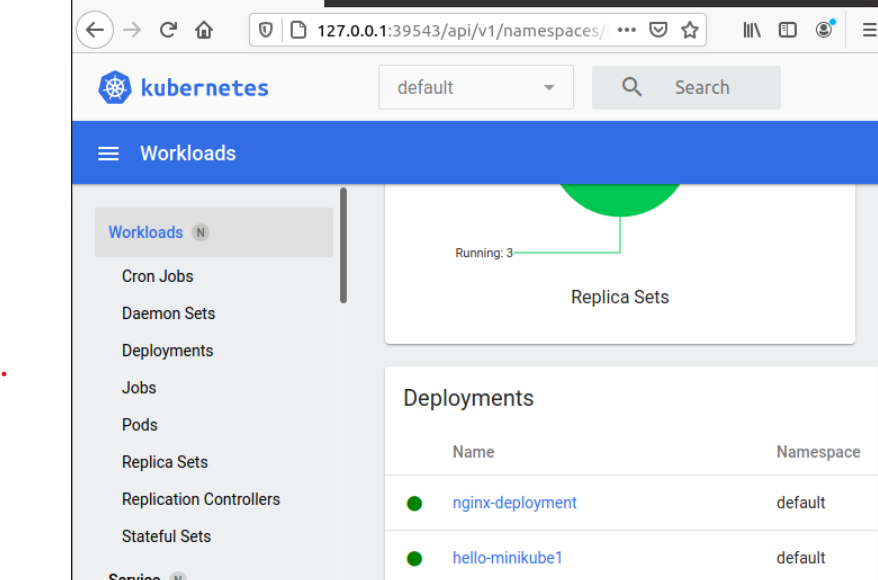 127.0.0.1:39543/api/v1/namespaces/
kubernetes
default
Search
Workloads
Workloads N
Cron Jobs
Daemon Sets
Deployments
Jobs
Pods
Replica Sets
Replication Controllers
Stateful Sets
Service N
Running: 3
Replica Sets
Deployments
Name Namespace
nginx-deployment default
hello-minikube1 default